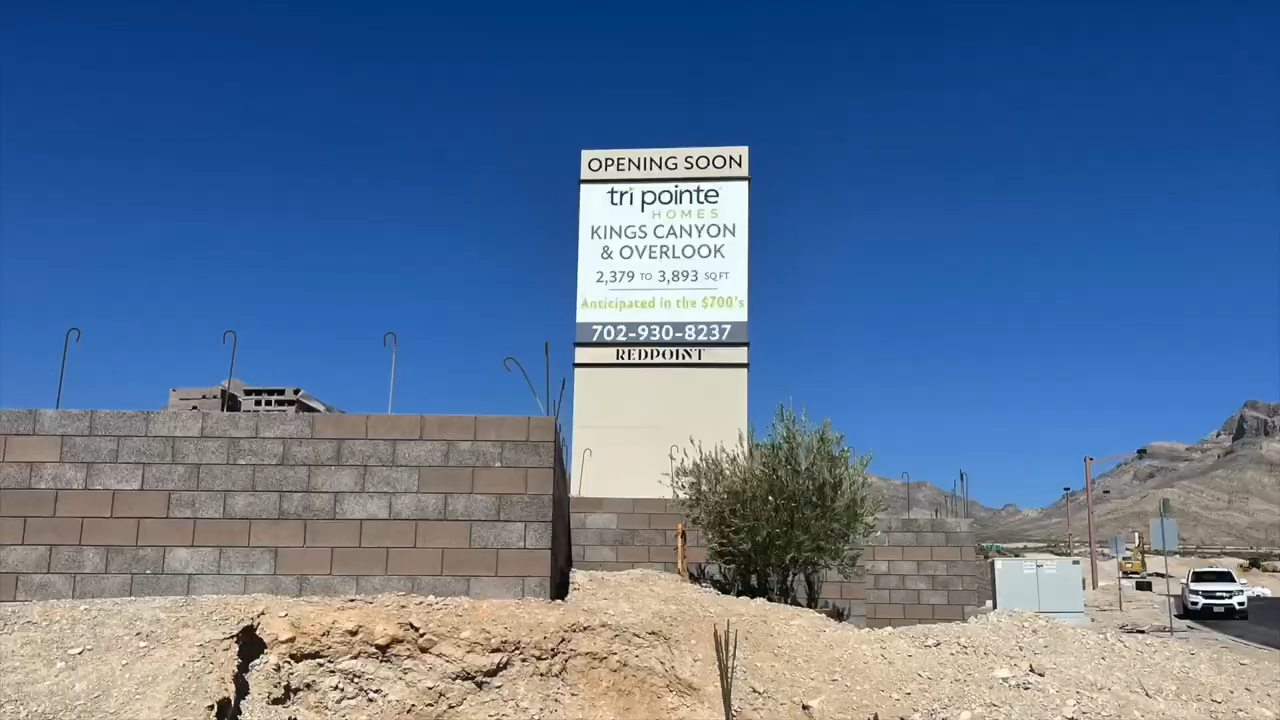 OPENING SOON
tri pointe
HOMES
KINGS CANYON
& OVERLOOK
2,379 TO 3,893 SQ FT
Anticipated in the $700's
702-930-8237
REDPOINT